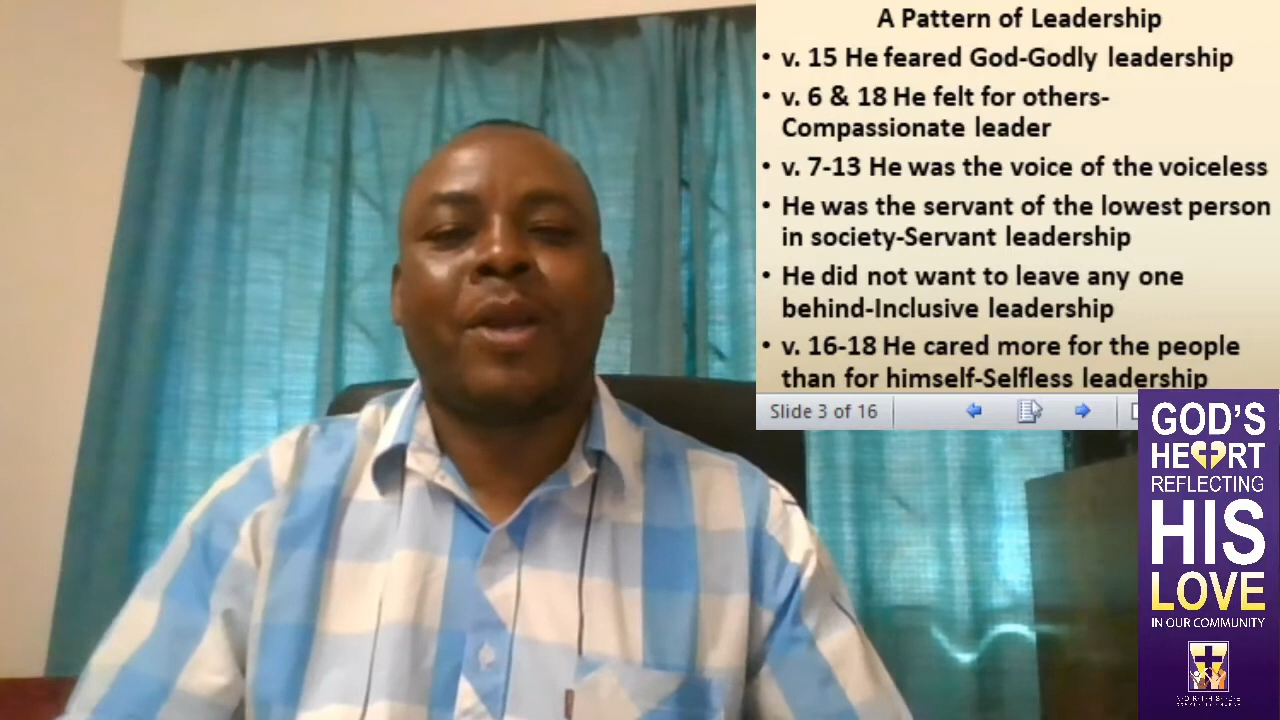 A Pattern of Leadership
• v. 15 He feared God-Godly leadership
• v. 6 & 18 He felt for others-
Compassionate leader
• v. 7-13 He was the voice of the voiceless
• He was the servant of the lowest person
in society-Servant leadership
• He did not want to leave any one
behind-Inclusive leadership
• v. 16-18 He cared more for the people
than for himself-Selfless leadership
Slide 3 of 16
GOD'S
HEART
REFLECTING
HIS
LOVE
IN OUR COMMUNITY